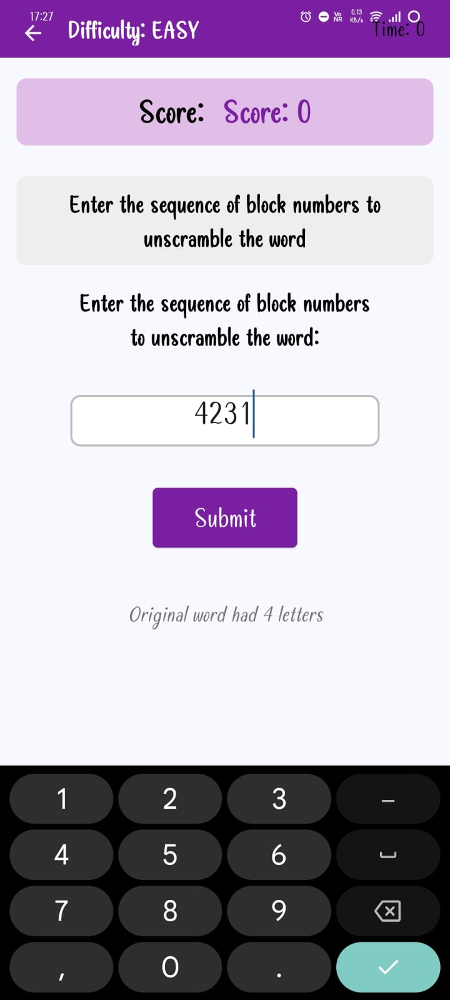 17:27
Vo
NR
0.13
KB/s
Difficulty: EASY
Time: 0
Score: Score: 0
Enter the sequence of block numbers to
unscramble the word
Enter the sequence of block numbers
to unscramble the word:
4231
Submit
Original word had 4 letters
1 2 3 –
4 5 6
7 8 9
, 0 .